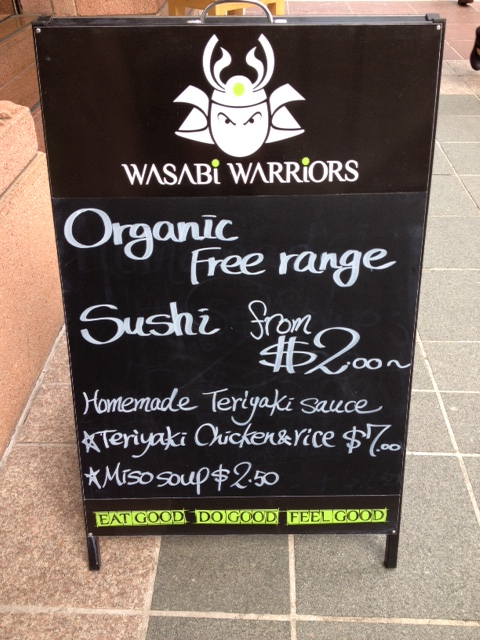 WASABi WARRiORS
Organic
Free range
Sushi from
$2.00~
Homemade Teriyaki sauce
☆Teriyaki Chicken&rice $7.00
★Miso soup $2.50
EAT GOOD DO GOOD FEEL GOOD